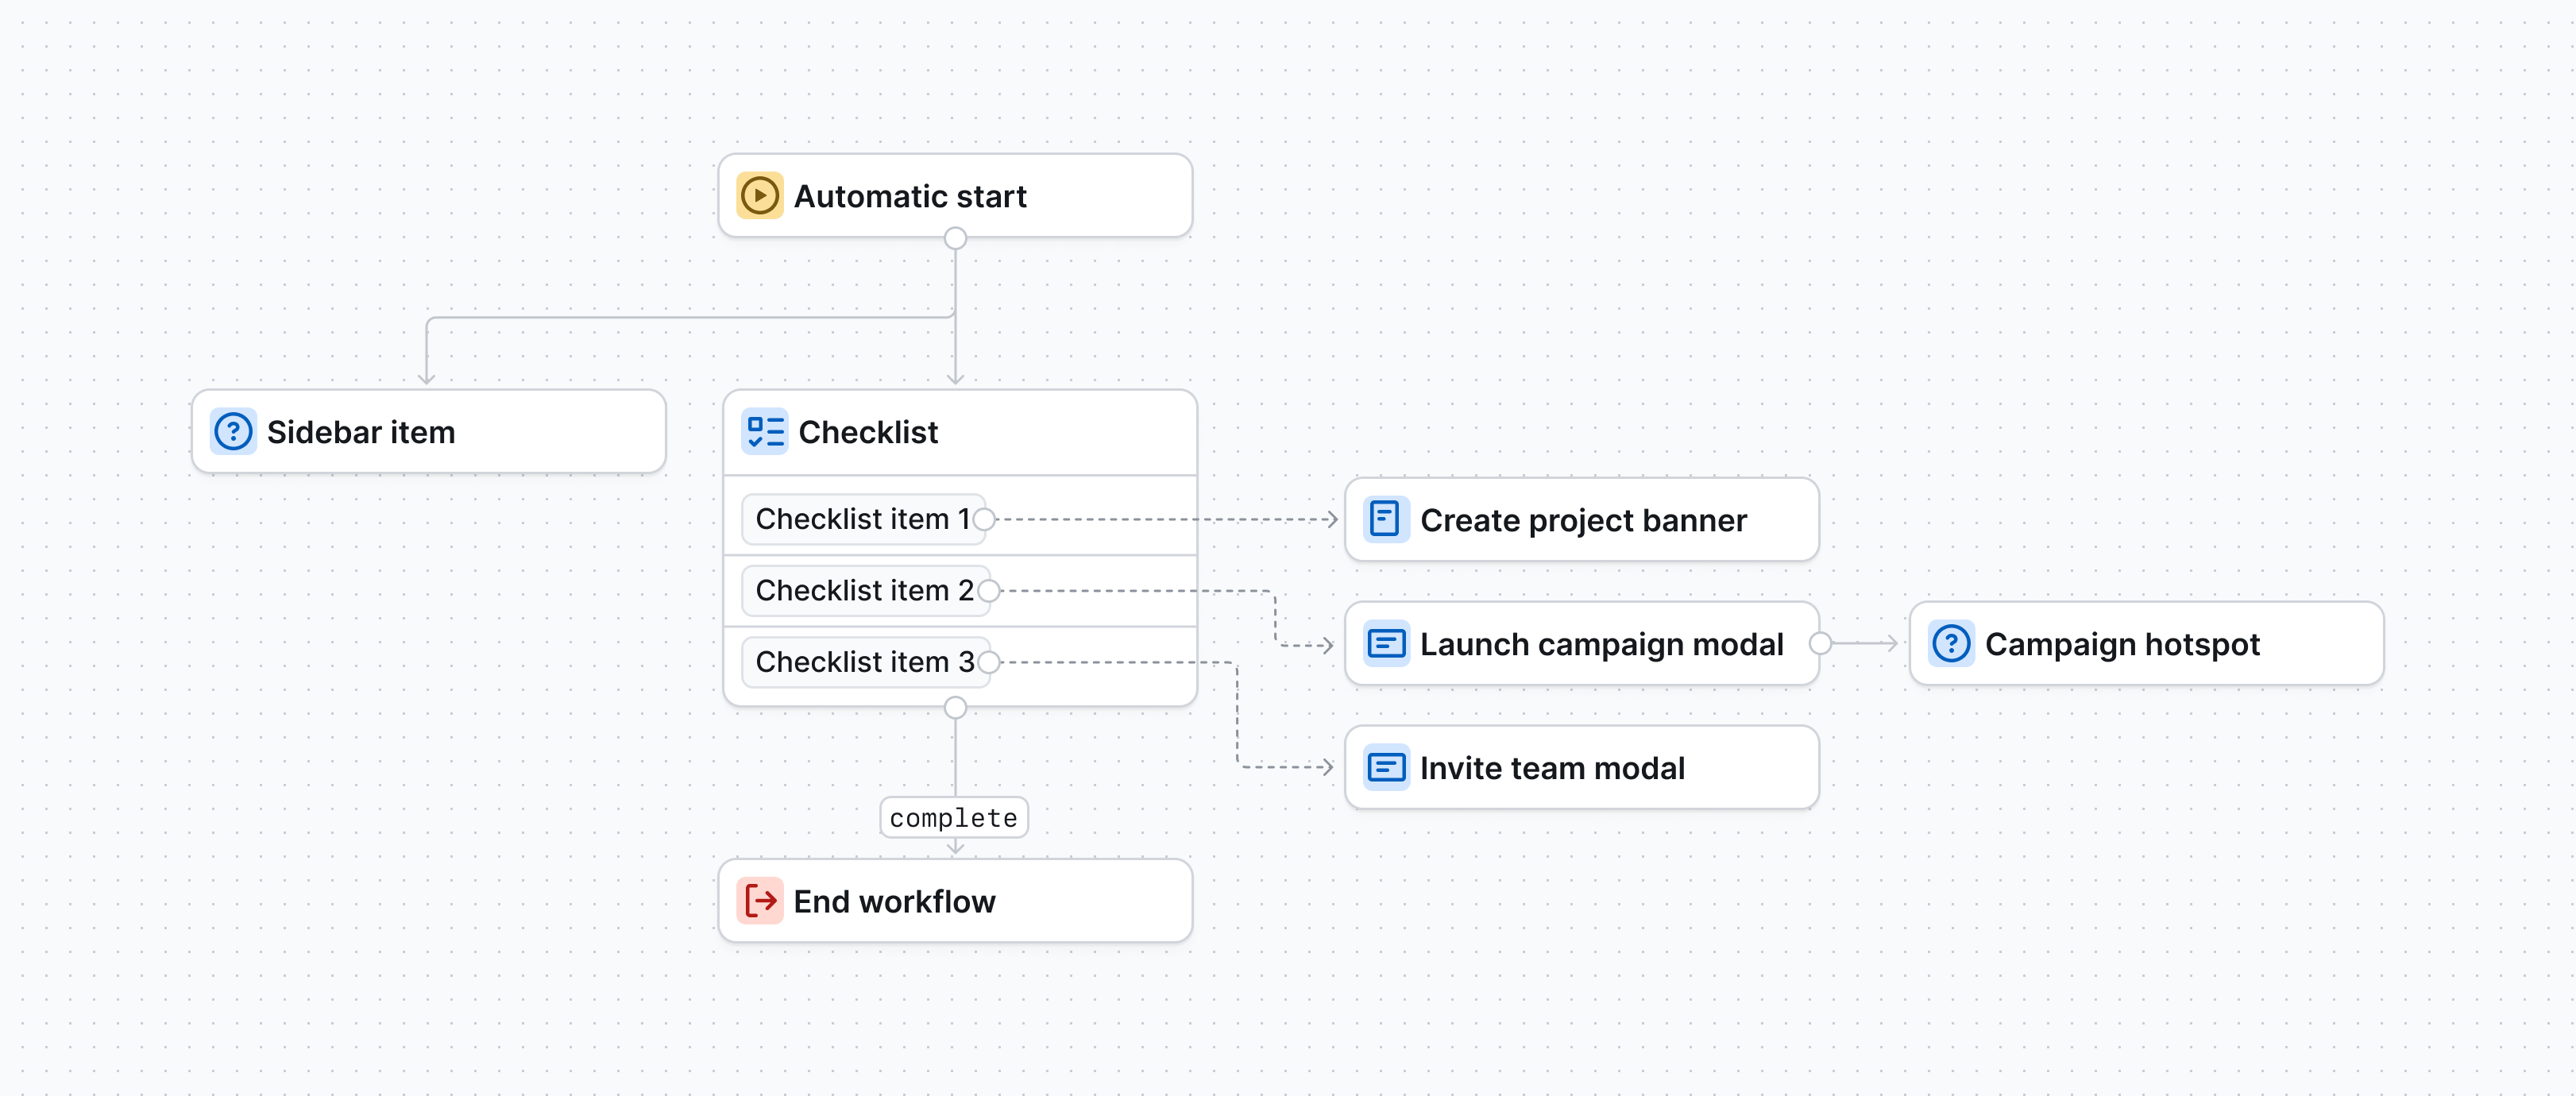 Automatic start
Sidebar item
Checklist
Checklist item 1
Create project banner
Checklist item 2
Launch campaign modal
Campaign hotspot
Checklist item 3
Invite team modal
complete
End workflow